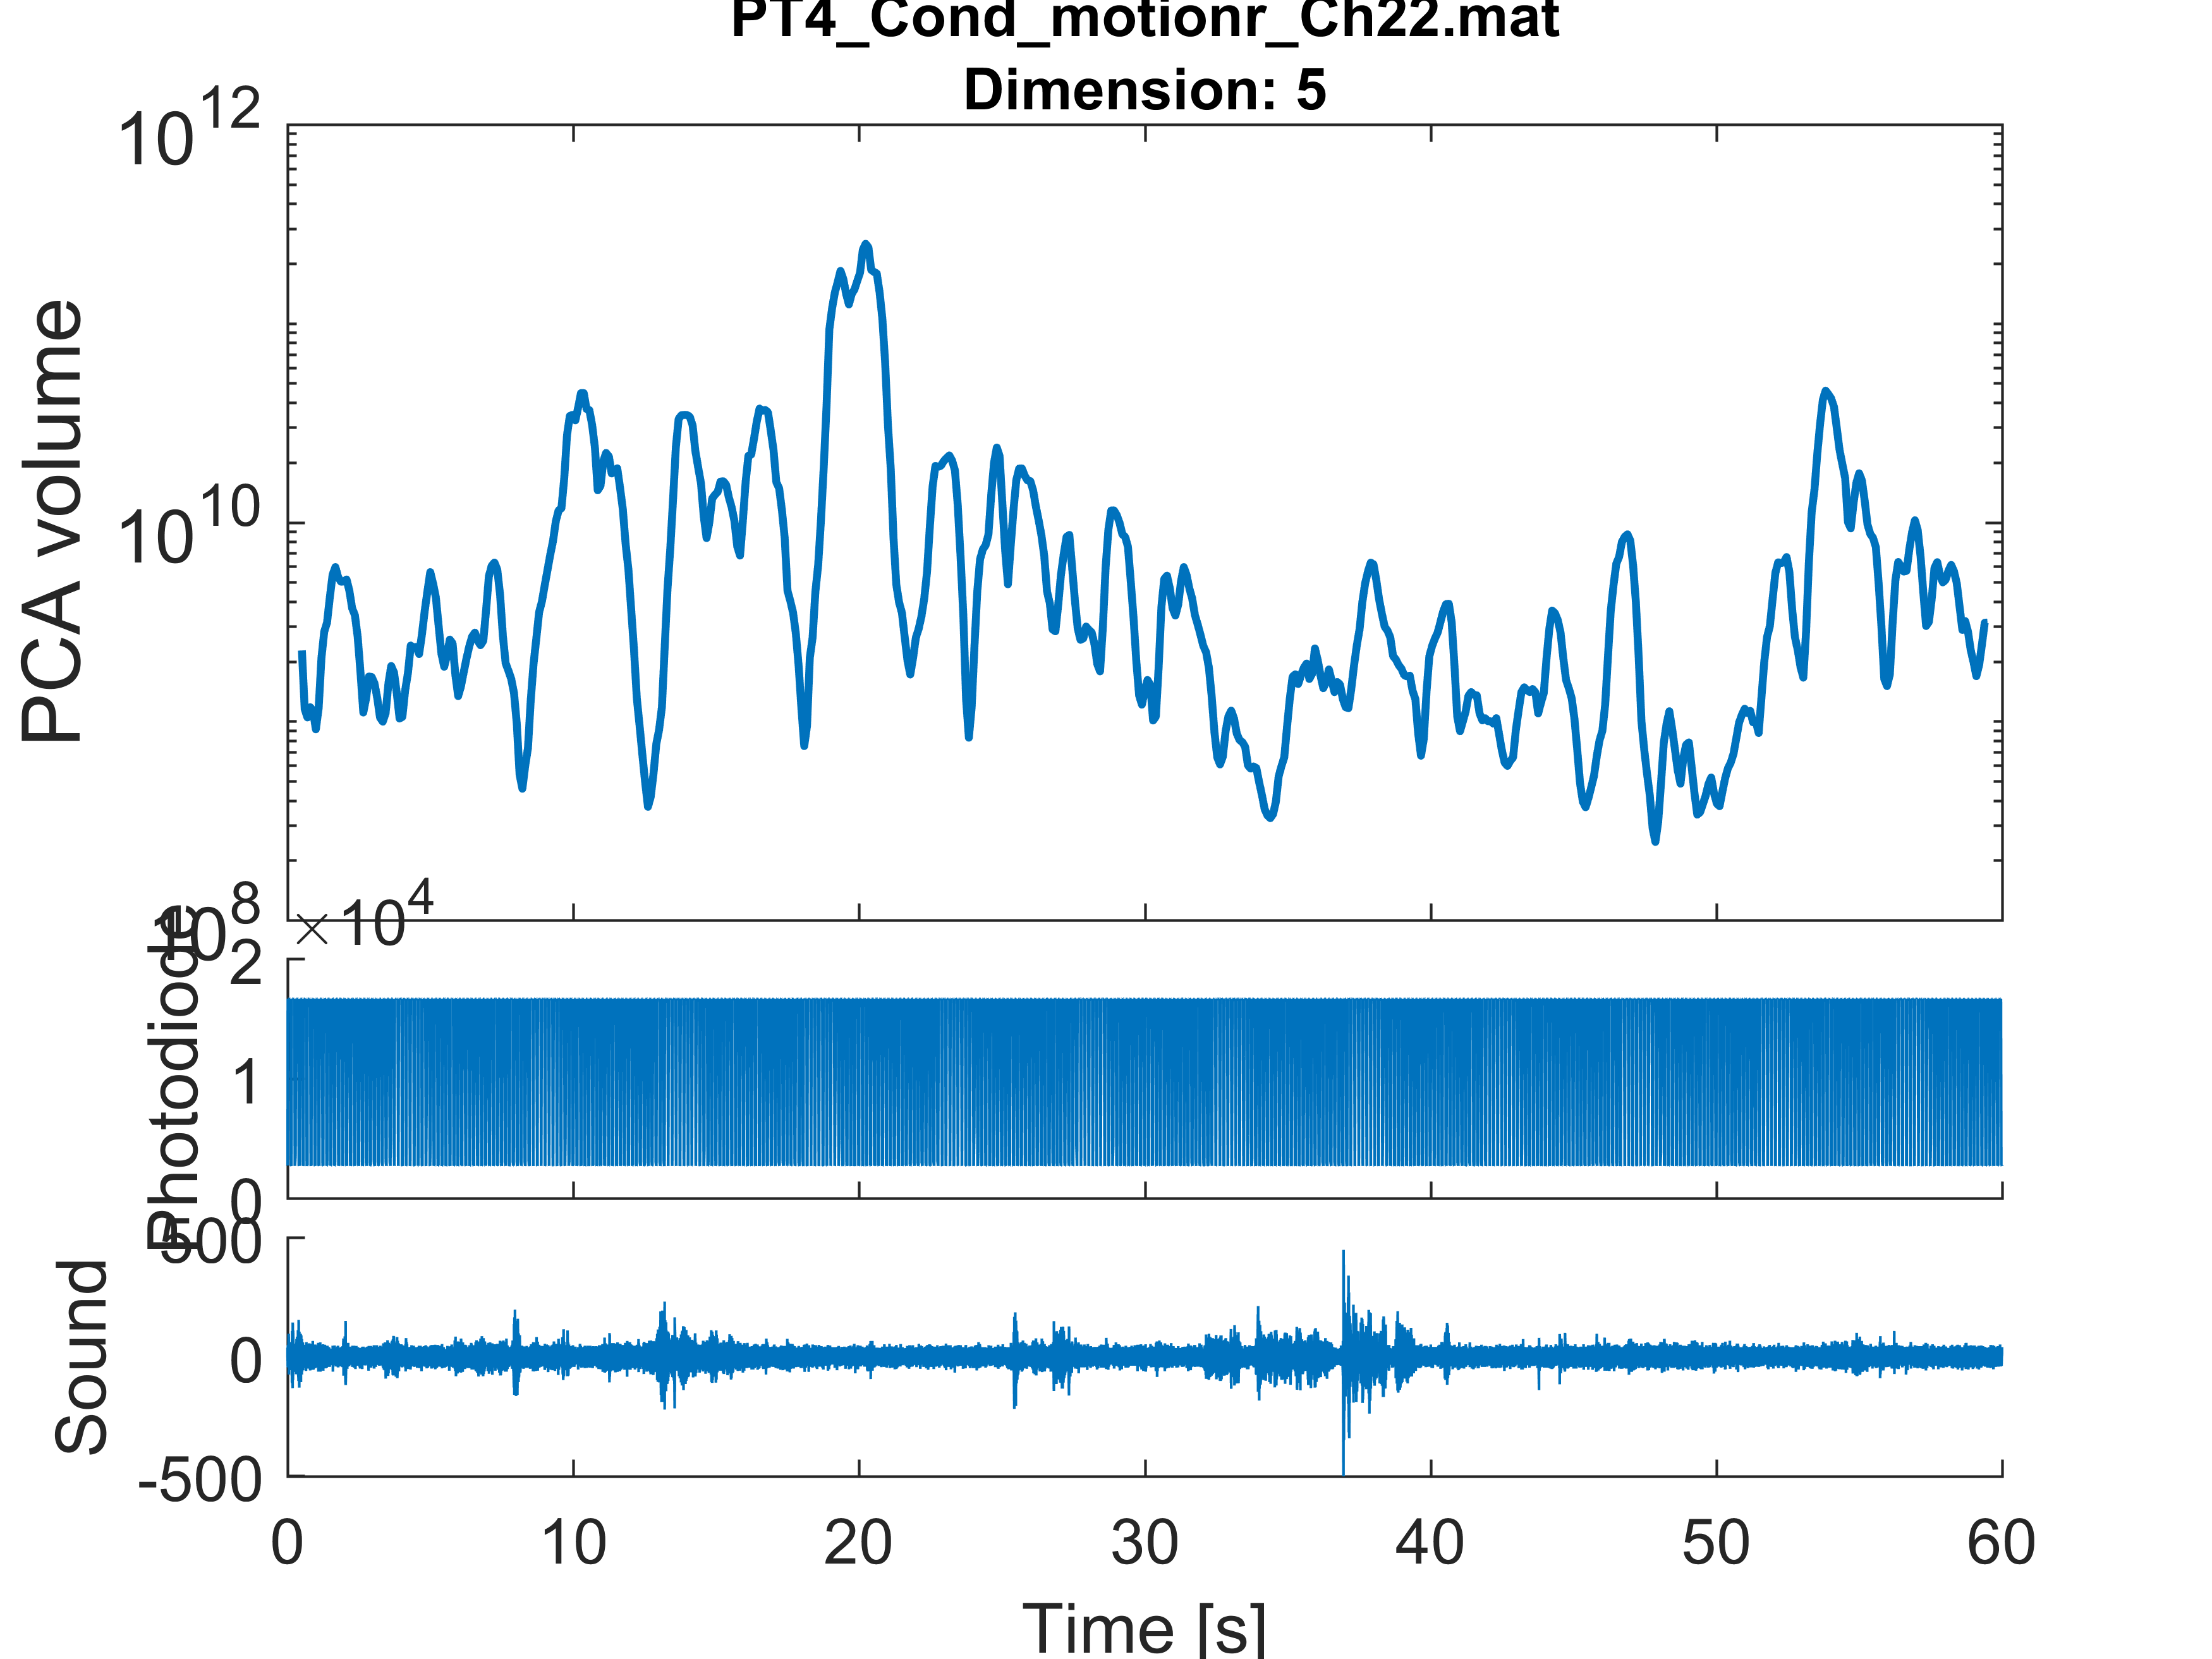 PT4_Cond_motionr_Ch22.mat
Dimension: 5
10^12
10^10
10^8
PCA volume
×10^4
2
1
0
Photodiode
500
0
-500
Sound
0 10 20 30 40 50 60
Time [s]